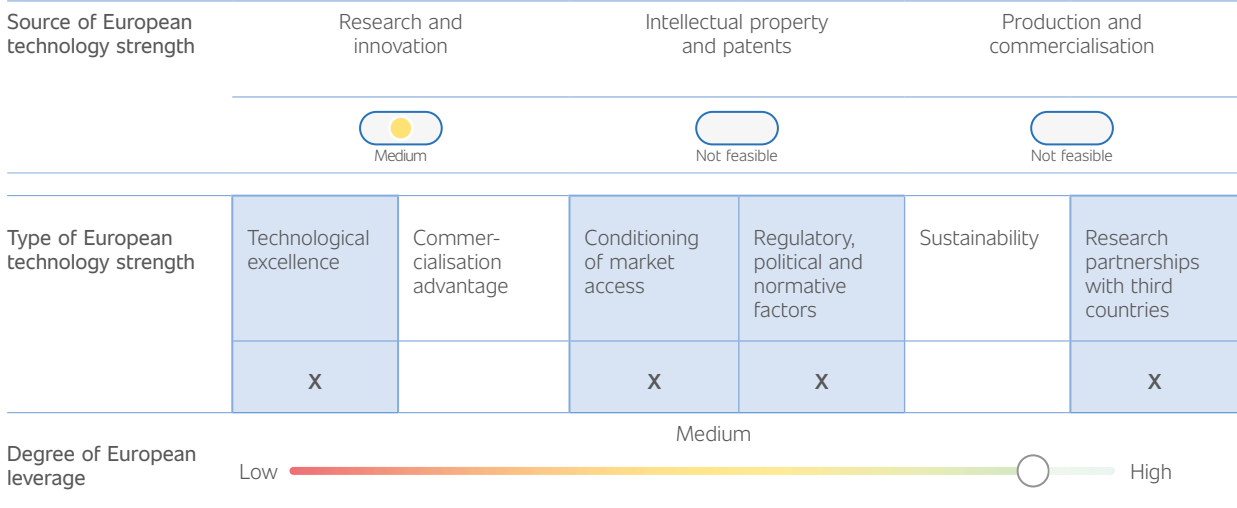 Source of European
technology strength
Research and
innovation
Intellectual property
and patents
Production and
commercialisation
Medium
Not feasible
Not feasible
Type of European
technology strength
Technological
excellence
Commer-
cialisation
advantage
Conditioning
of market
access
Regulatory,
political and
normative
factors
Sustainability
Research
partnerships
with third
countries
X
X
X
X
Degree of European
leverage
Low
Medium
High